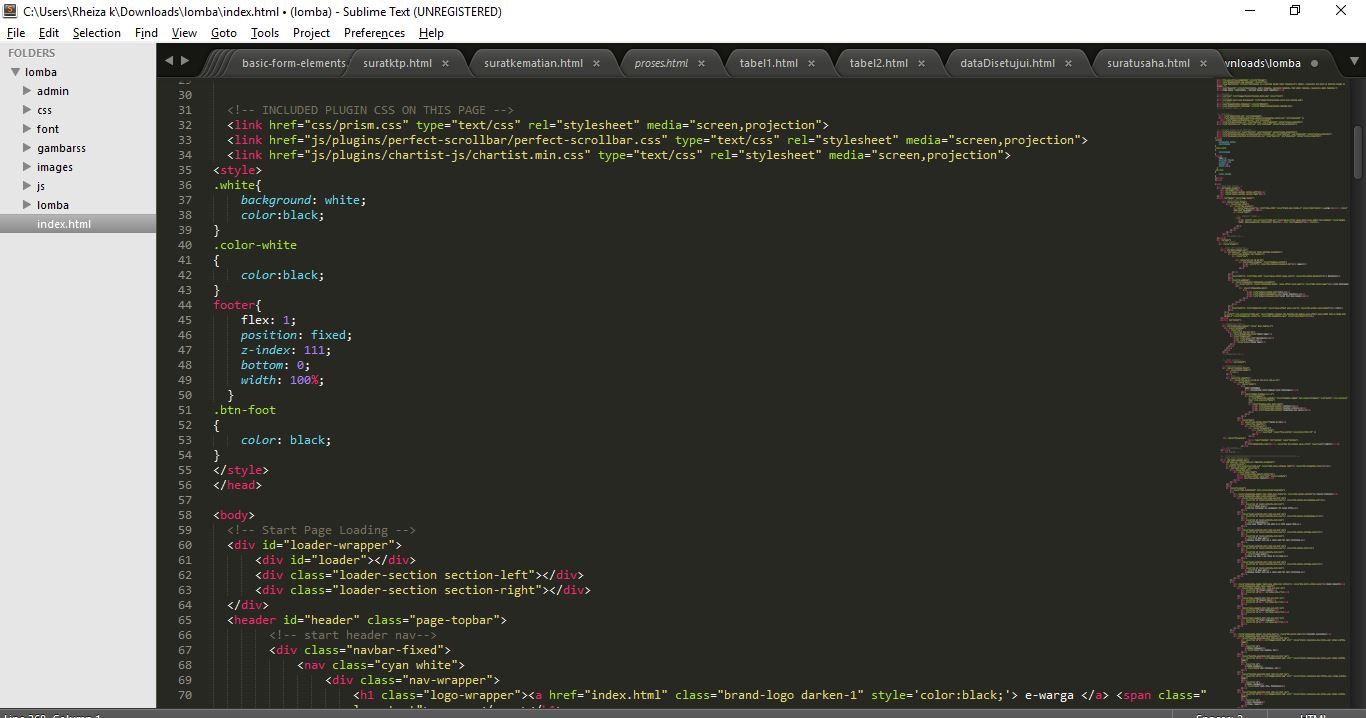 C:\Users\Rheiza k\Downloads\lomba\index.html • (lomba) - Sublime Text (UNREGISTERED)
File Edit Selection Find View Goto Tools Project Preferences Help
FOLDERS
lomba
admin
css
font
gambarss
images
js
lomba
index.html
basic-form-elements. suratktp.html × suratkematian.html × proses.html × tabel1.html × tabel2.html × dataDisetujui.html × suratusaha.html × vnloads\lomba
30
31 <!-- INCLUDED PLUGIN CSS ON THIS PAGE -->
32 <link href="css/prism.css" type="text/css" rel="stylesheet" media="screen,projection">
33 <link href="js/plugins/perfect-scrollbar/perfect-scrollbar.css" type="text/css" rel="stylesheet" media="screen,projection">
34 <link href="js/plugins/chartist-js/chartist.min.css" type="text/css" rel="stylesheet" media="screen,projection">
35 <style>
36 .white{
37 background: white;
38 color:black;
39 }
40 .color-white
41 {
42 color:black;
43 }
44 footer{
45 flex: 1;
46 position: fixed;
47 z-index: 111;
48 bottom: 0;
49 width: 100%;
50 }
51 .btn-foot
52 {
53 color: black;
54 }
55 </style>
56 </head>
57
58 <body>
59 <!-- Start Page Loading -->
60 <div id="loader-wrapper">
61 <div id="loader"></div>
62 <div class="loader-section section-left"></div>
63 <div class="loader-section section-right"></div>
64 </div>
65 <header id="header" class="page-topbar">
66 <!-- start header nav-->
67 <div class="navbar-fixed">
68 <nav class="cyan white">
69 <div class="nav-wrapper">
70 <h1 class="logo-wrapper"><a href="index.html" class="brand-logo darken-1" style='color:black;'> e-warga </a> <span class="